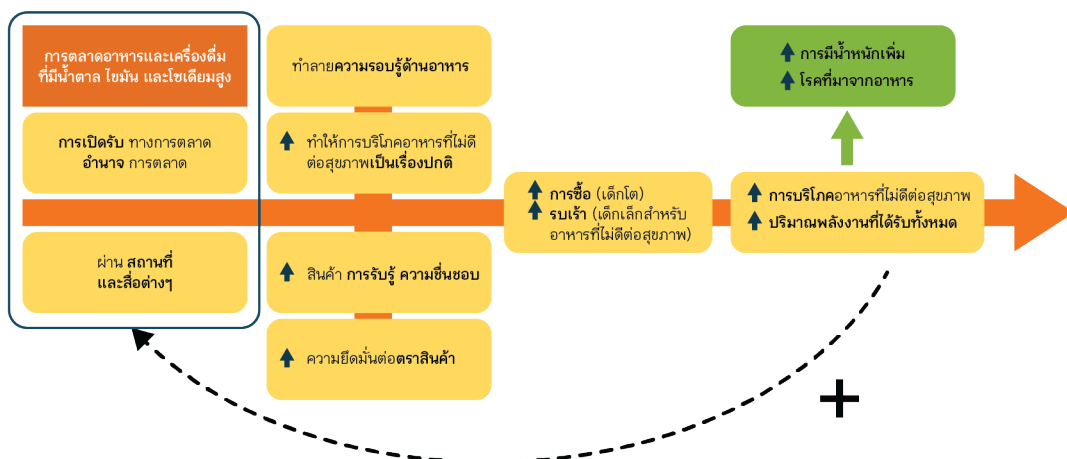 การตลาดอาหารและเครื่องดื่ม
ที่มีน้ำตาล ไขมัน และโซเดียมสูง
การเปิดรับ ทางการตลาด
อำนาจ การตลาด
ผ่าน สถานที่
และสื่อต่างๆ
ทำลายความรอบรู้ด้านอาหาร
ทำให้การบริโภคอาหารที่ไม่ดี
ต่อสุขภาพเป็นเรื่องปกติ
สินค้า การรับรู้ ความชื่นชอบ
ความยึดมั่นต่อตราสินค้า
การซื้อ (เด็กโต)
รบเร้า (เด็กเล็กสำหรับ
อาหารที่ไม่ดีต่อสุขภาพ)
การมีน้ำหนักเพิ่ม
โรคที่มาจากอาหาร
การบริโภคอาหารที่ไม่ดีต่อสุขภาพ
ปริมาณพลังงานที่ได้รับทั้งหมด
+